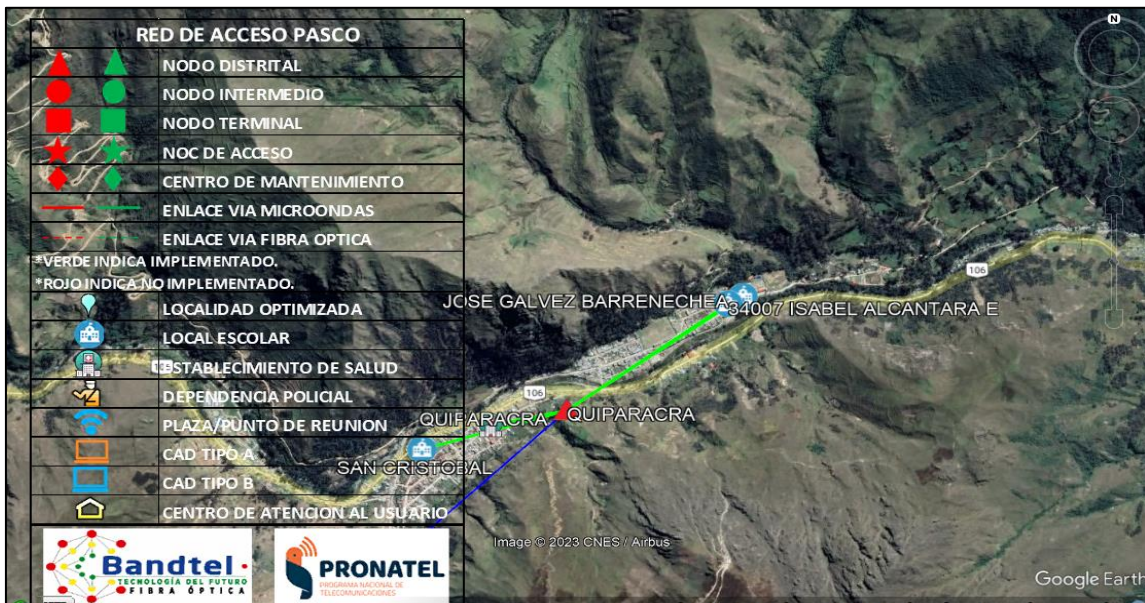 RED DE ACCESO PASCO
NODO DISTRITAL
NODO INTERMEDIO
NODO TERMINAL
NOC DE ACCESO
CENTRO DE MANTENIMIENTO
ENLACE VIA MICROONDAS
ENLACE VIA FIBRA OPTICA
*VERDE INDICA IMPLEMENTADO.
*ROJO INDICA NO IMPLEMENTADO.
LOCALIDAD OPTIMIZADA
LOCAL ESCOLAR
ESTABLECIMIENTO DE SALUD
DEPENDENCIA POLICIAL
PLAZA/PUNTO DE REUNION
CAD TIPO A
CAD TIPO B
CENTRO DE ATENCION AL USUARIO
Bandtel
TECNOLOGÍA DEL FUTURO
FIBRA ÓPTICA
PRONATEL
PROGRAMA NACIONAL DE
TELECOMUNICACIONES
N
106
JOSE GALVEZ BARRENECHEA
34007 ISABEL ALCANTARA E
106
QUIPARACRA
QUIPARACRA
SAN CRISTOBAL
Image © 2023 CNES / Airbus
Google Earth